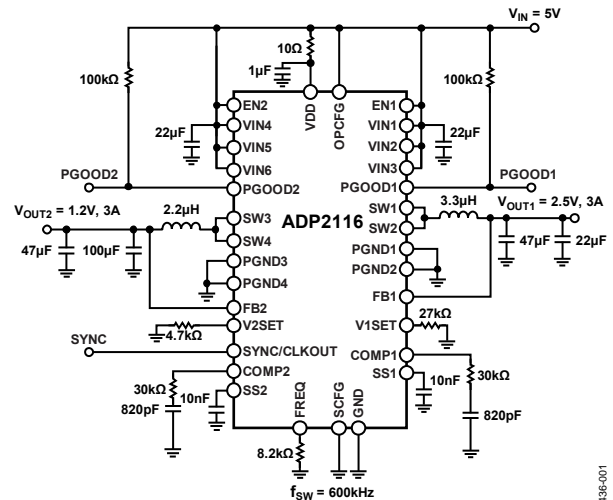 VIN = 5V
10Ω
1µF
100kΩ
100kΩ
VDD
OPCFG
EN2
EN1
22µF
VIN4
VIN1
22µF
VIN5
VIN2
VIN6
VIN3
PGOOD2
PGOOD2
PGOOD1
PGOOD1
VOUT2 = 1.2V, 3A
2.2µH
SW3
ADP2116
SW1
3.3µH
VOUT1 = 2.5V, 3A
SW4
SW2
47µF
100µF
47µF
22µF
PGND3
PGND1
PGND4
PGND2
FB2
FB1
V2SET
V1SET
27kΩ
4.7kΩ
SYNC
SYNC/CLKOUT
COMP1
COMP2
SS1
30kΩ
10nF
SS2
10nF
30kΩ
820pF
820pF
FREQ
SCFG
GND
8.2kΩ
fSW = 600kHz